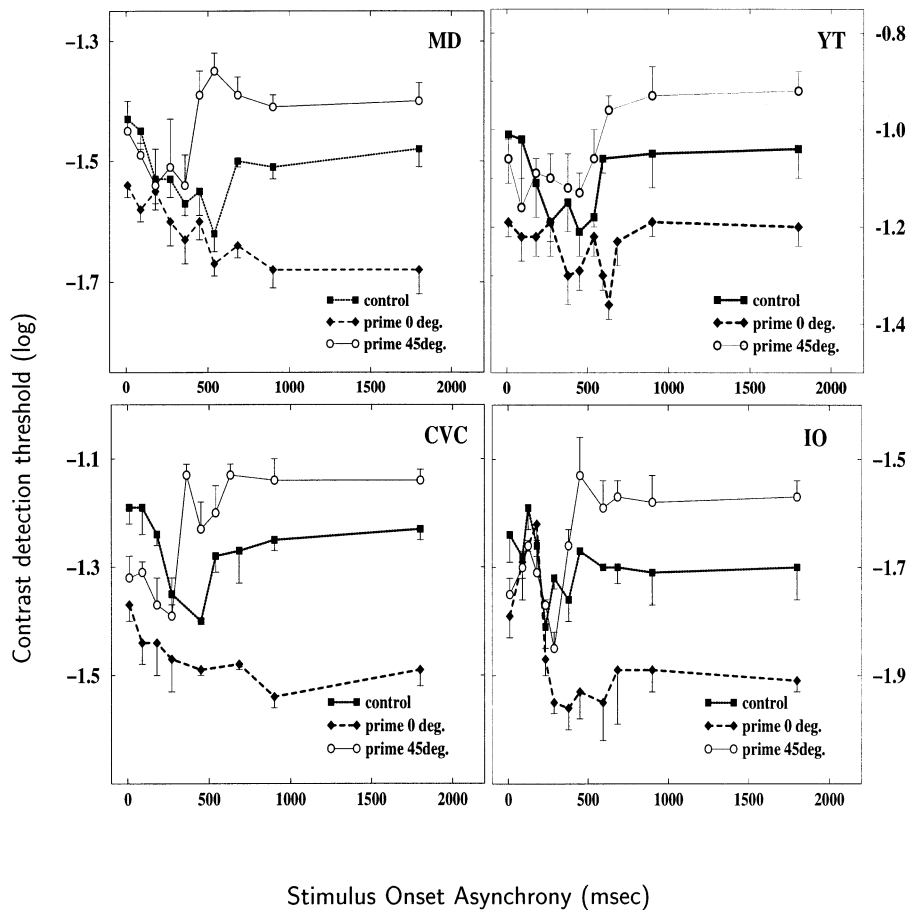 MD
-1.3
-1.5
-1.7
control
prime 0 deg.
prime 45deg.
0 500 1000 1500 2000
YT
-0.8
-1.0
-1.2
-1.4
control
prime 0 deg.
prime 45deg.
0 500 1000 1500 2000
Contrast detection threshold (log)
CVC
-1.1
-1.3
-1.5
control
prime 0 deg.
prime 45deg.
0 500 1000 1500 2000
IO
-1.5
-1.7
-1.9
control
prime 0 deg.
prime 45deg.
0 500 1000 1500 2000
Stimulus Onset Asynchrony (msec)